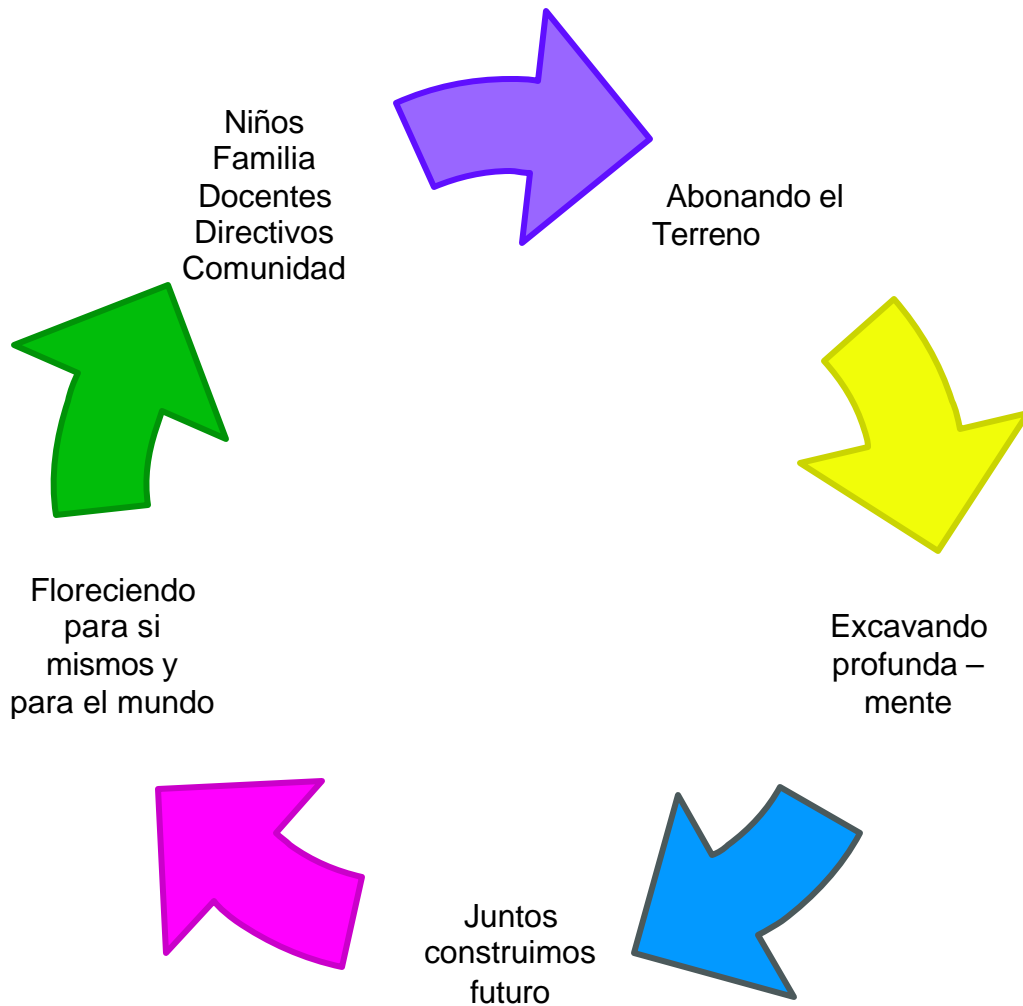 Niños
Familia
Docentes
Directivos
Comunidad
Abonando el
Terreno
Excavando
profunda –
mente
Juntos
construimos
futuro
Floreciendo
para si
mismos y
para el mundo